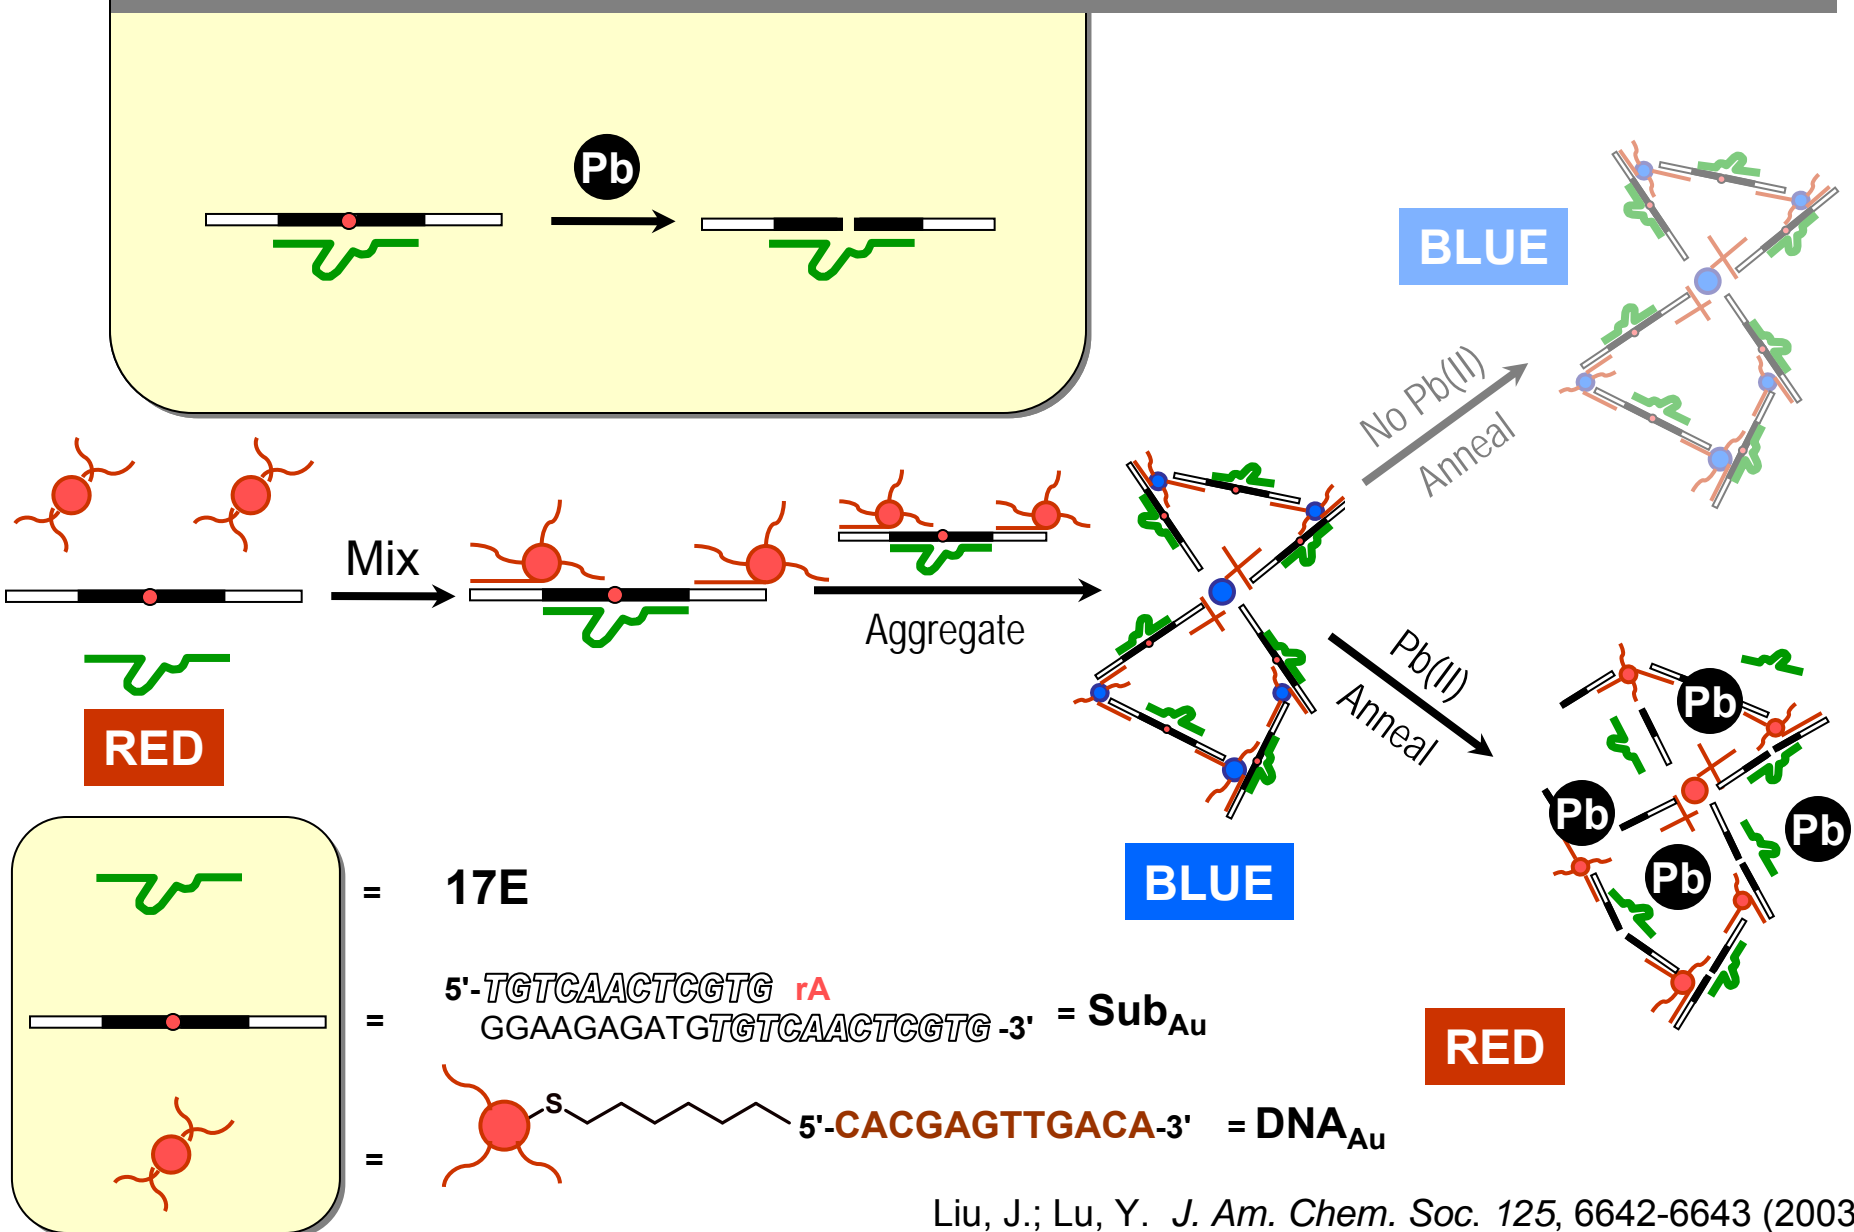 Pb
BLUE
No Pb(II)
Anneal
Mix
Aggregate
Pb(II)
Anneal
RED
Pb
Pb
Pb
Pb
BLUE
= 17E
5'-TGTCAACTCGTG rA
GGAAGAGATGTGTCAACTCGTG -3'
= = SubAu
RED
S
5'-CACGAGTTGACA-3' = DNAAu
=
Liu, J.; Lu, Y. J. Am. Chem. Soc. 125, 6642-6643 (2003